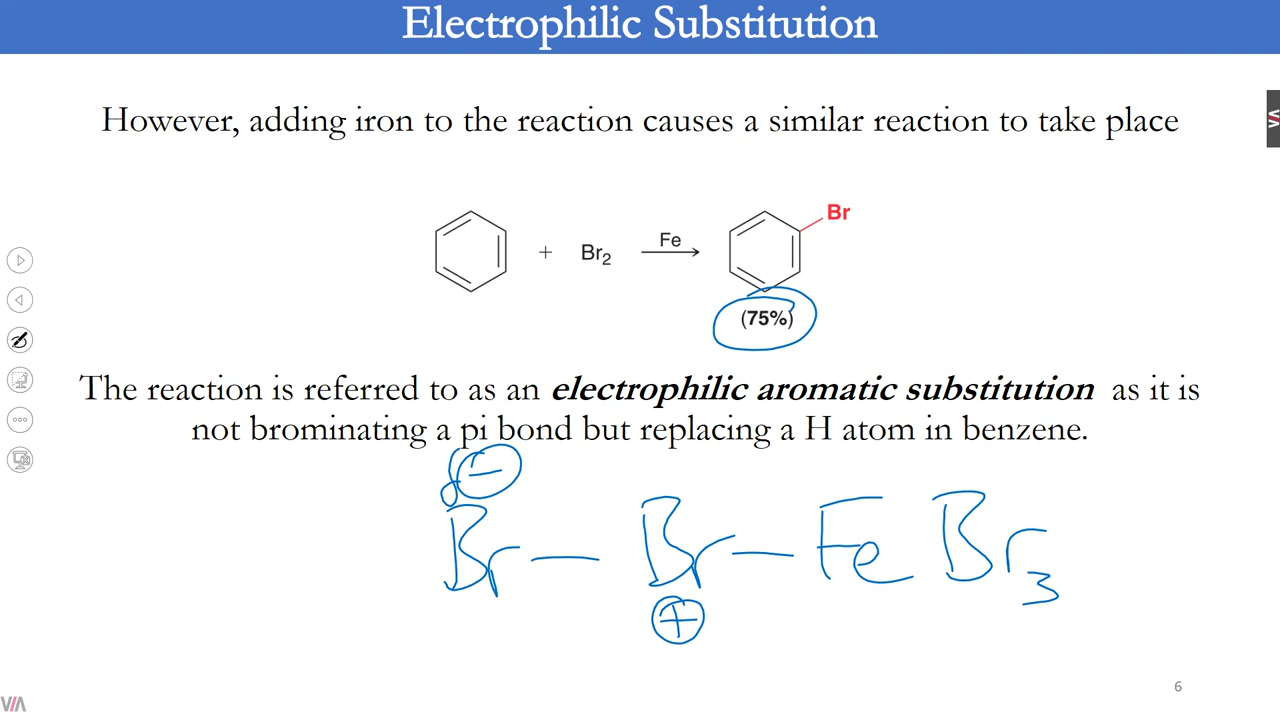 Electrophilic Substitution
However, adding iron to the reaction causes a similar reaction to take place
+ Br₂ Fe Br
(75%)
The reaction is referred to as an electrophilic aromatic substitution as it is
not brominating a pi bond but replacing a H atom in benzene.
δ−
Br — Br — FeBr₃
+
6
VIA